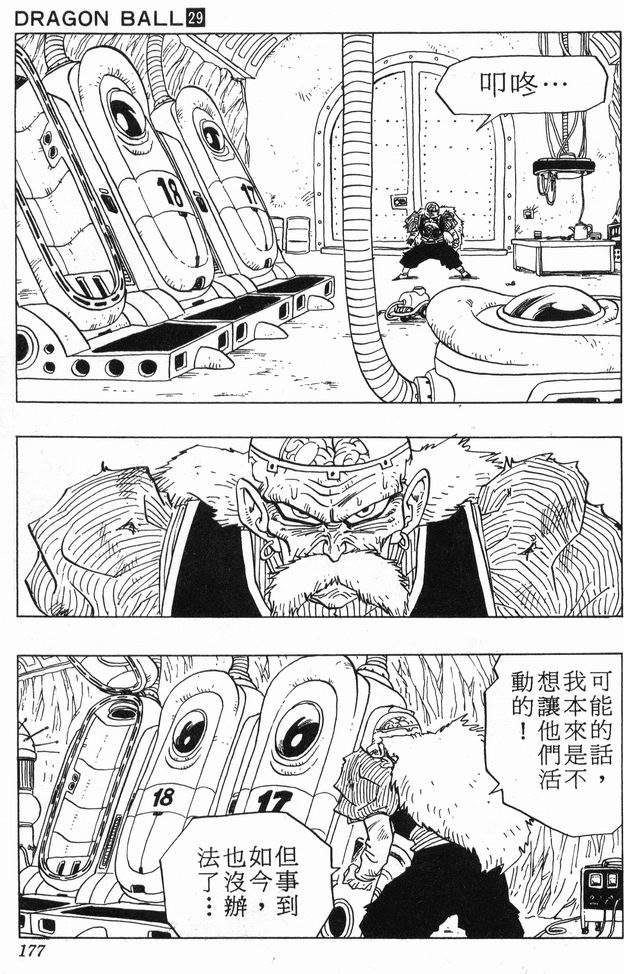 DRAGON BALL 29
叩咚…
18
17
可能的話，
我本來是不
想讓他們活
動的！
18
17
但事到
如今，
也沒辦
法了…
177